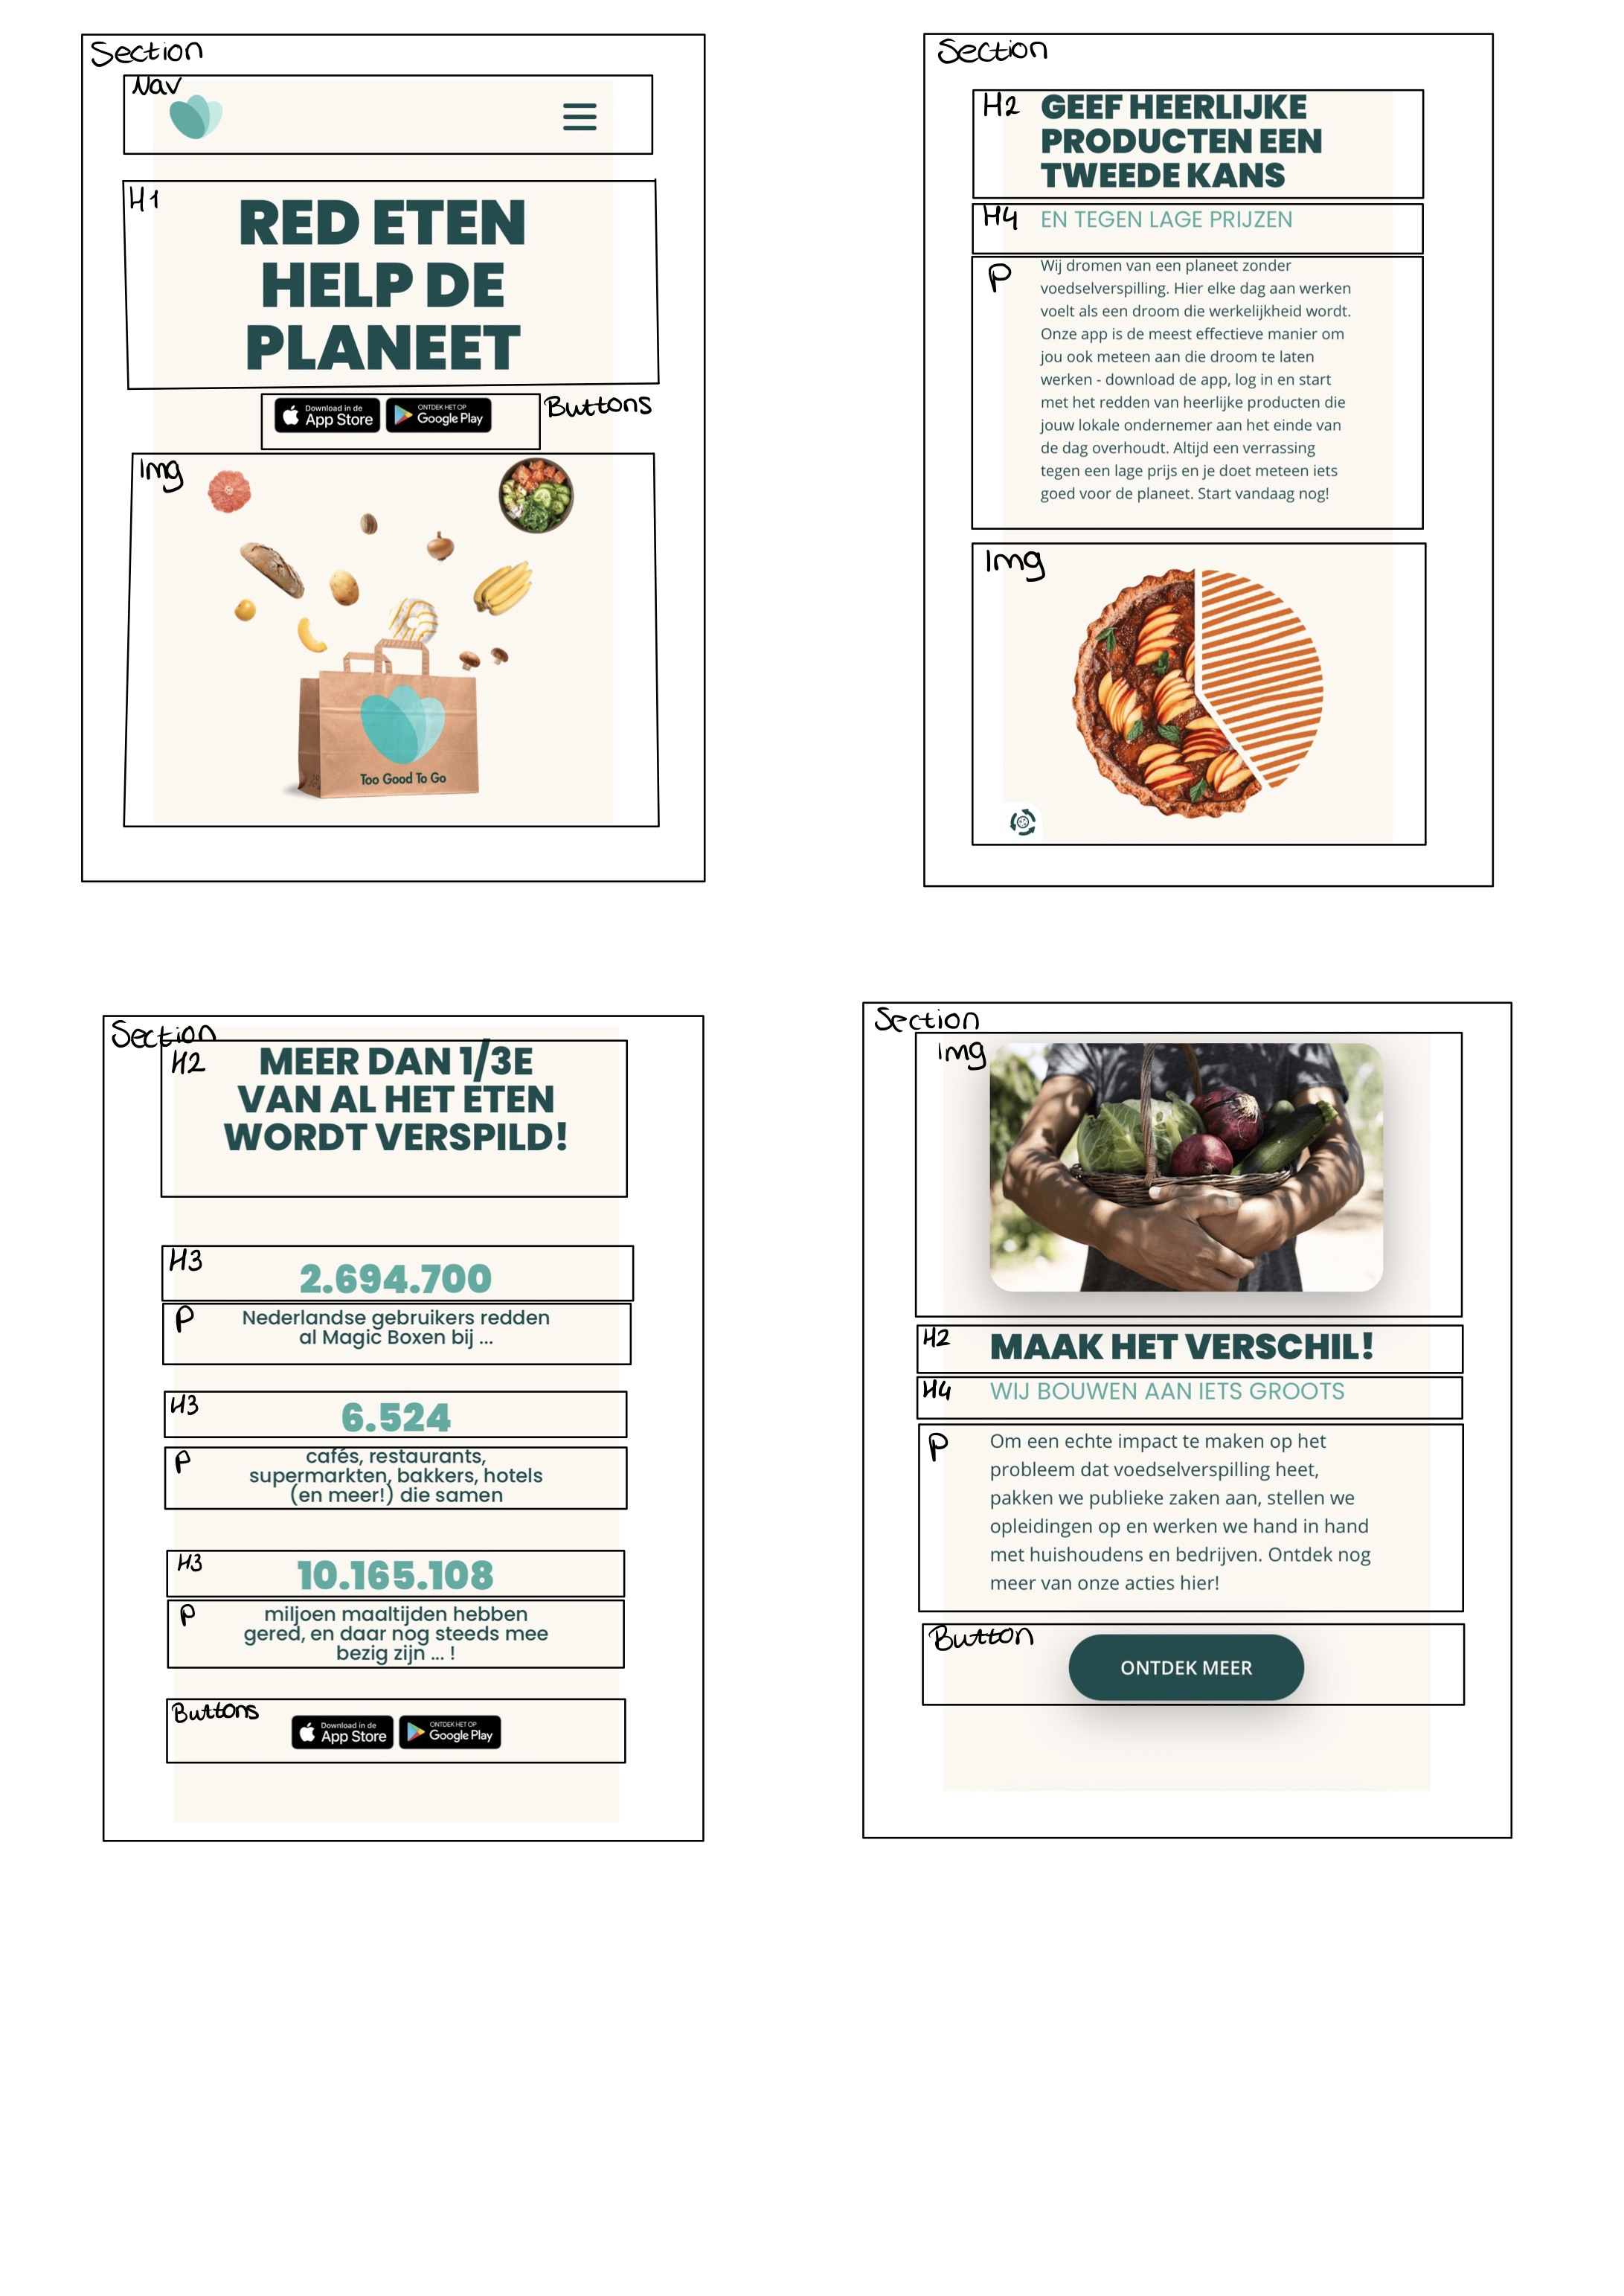 Section
Nav
H1
RED ETEN
HELP DE
PLANEET
Download in de
App Store
ONTDEK HET OP
Google Play
Buttons
Img
Too Good To Go
Section
H2
GEEF HEERLIJKE
PRODUCTEN EEN
TWEEDE KANS
H4
EN TEGEN LAGE PRIJZEN
P
Wij dromen van een planeet zonder
voedselverspilling. Hier elke dag aan werken
voelt als een droom die werkelijkheid wordt.
Onze app is de meest effectieve manier om
jou ook meteen aan die droom te laten
werken - download de app, log in en start
met het redden van heerlijke producten die
jouw lokale ondernemer aan het einde van
de dag overhoudt. Altijd een verrassing
tegen een lage prijs en je doet meteen iets
goed voor de planeet. Start vandaag nog!
Img
Section
H2
MEER DAN 1/3E
VAN AL HET ETEN
WORDT VERSPILD!
H3
2.694.700
P
Nederlandse gebruikers redden
al Magic Boxen bij ...
H3
6.524
P
cafés, restaurants,
supermarkten, bakkers, hotels
(en meer!) die samen
H3
10.165.108
P
miljoen maaltijden hebben
gered, en daar nog steeds mee
bezig zijn ... !
Buttons
Download in de
App Store
ONTDEK HET OP
Google Play
Section
Img
H2
MAAK HET VERSCHIL!
H4
WIJ BOUWEN AAN IETS GROOTS
P
Om een echte impact te maken op het
probleem dat voedselverspilling heet,
pakken we publieke zaken aan, stellen we
opleidingen op en werken we hand in hand
met huishoudens en bedrijven. Ontdek nog
meer van onze acties hier!
Button
ONTDEK MEER